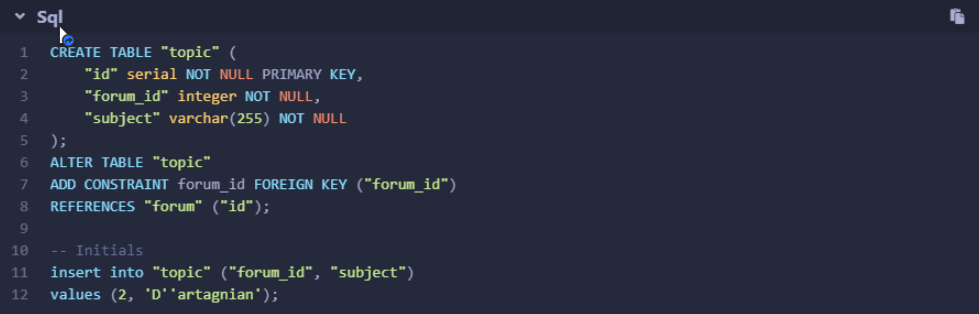 Sql
1 CREATE TABLE "topic" (
2     "id" serial NOT NULL PRIMARY KEY,
3     "forum_id" integer NOT NULL,
4     "subject" varchar(255) NOT NULL
5 );
6 ALTER TABLE "topic"
7 ADD CONSTRAINT forum_id FOREIGN KEY ("forum_id")
8 REFERENCES "forum" ("id");
9
10 -- Initials
11 insert into "topic" ("forum_id", "subject")
12 values (2, 'D''artagnian');